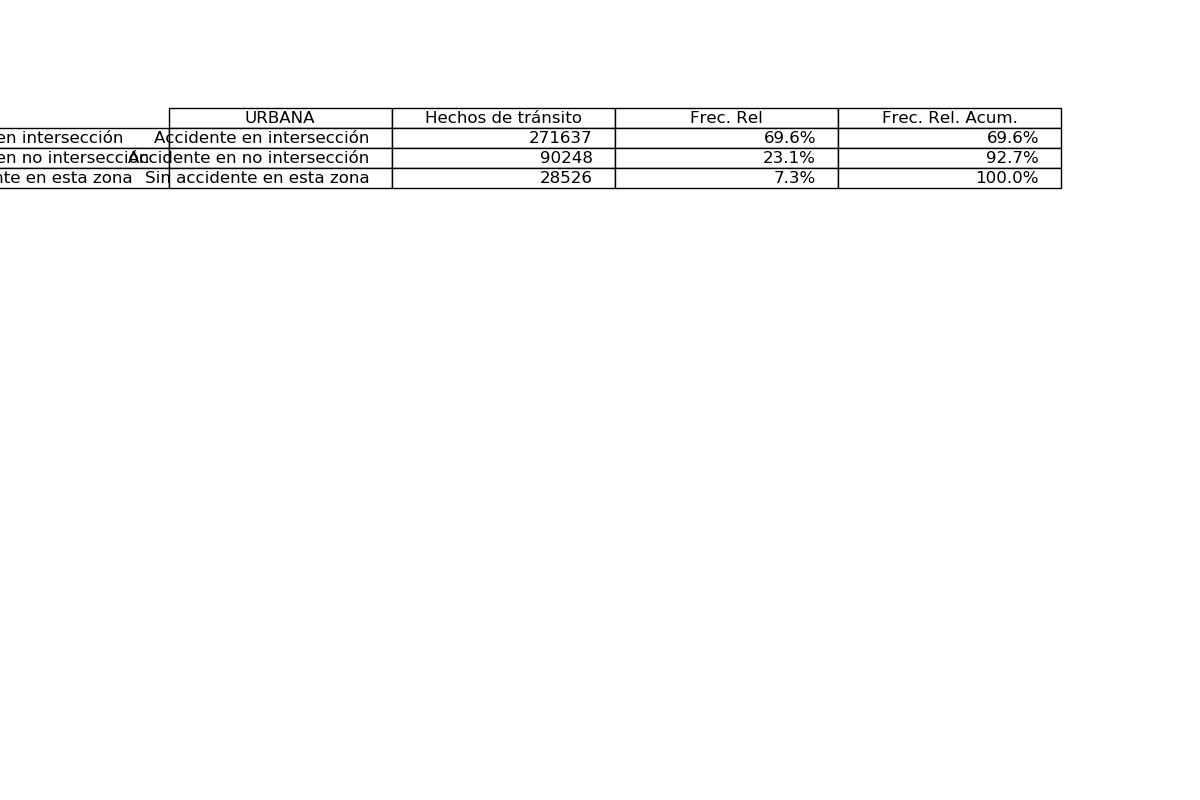 URBANA Hechos de tránsito Frec. Rel Frec. Rel. Acum.
en intersección Accidente en intersección 271637 69.6% 69.6%
en no intersección Accidente en no intersección 90248 23.1% 92.7%
en esta zona Sin accidente en esta zona 28526 7.3% 100.0%